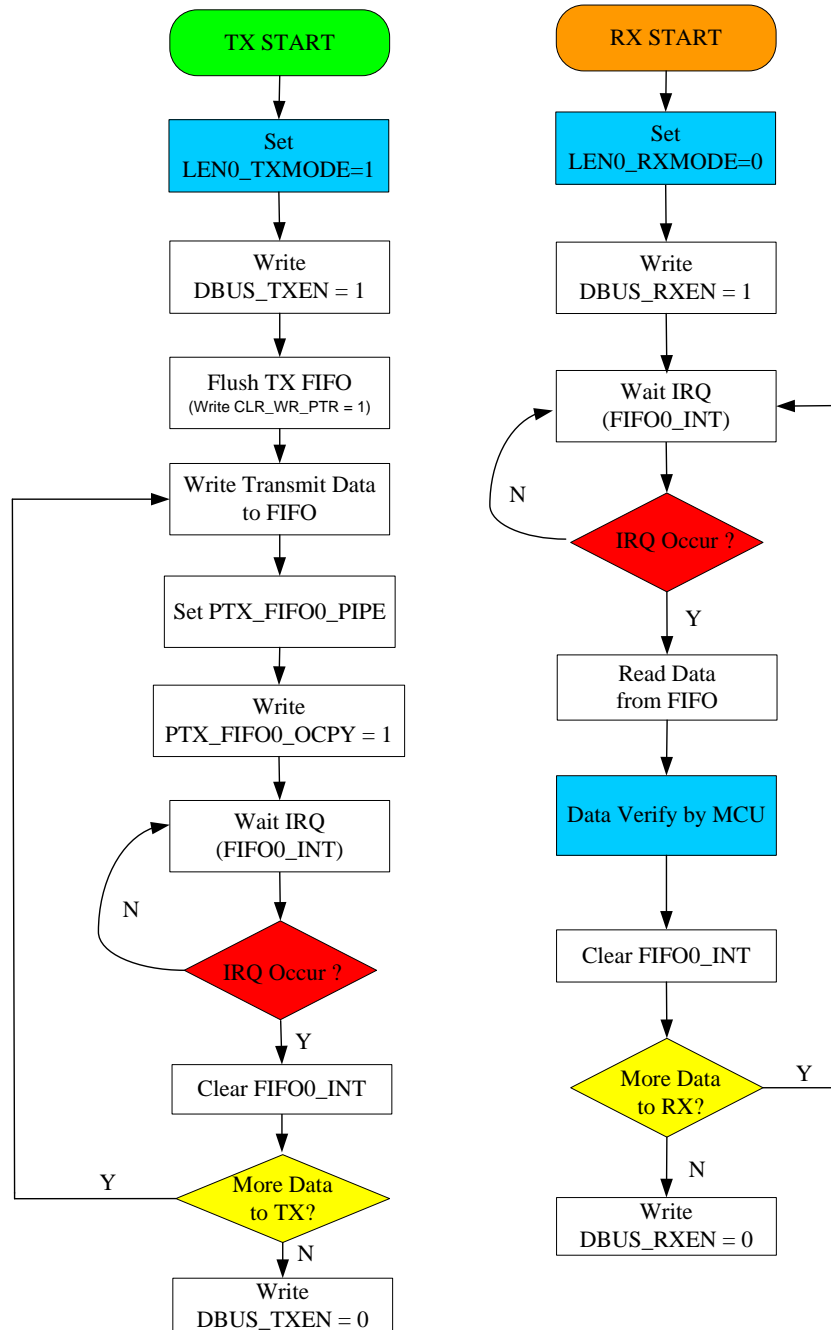 TX START
Set
LEN0_TXMODE=1
Write
DBUS_TXEN = 1
Flush TX FIFO
(Write CLR_WR_PTR = 1)
Write Transmit Data
to FIFO
Set PTX_FIFO0_PIPE
Write
PTX_FIFO0_OCPY = 1
Wait IRQ
(FIFO0_INT)
N
IRQ Occur ?
Y
Clear FIFO0_INT
Y
More Data
to TX?
N
Write
DBUS_TXEN = 0
RX START
Set
LEN0_RXMODE=0
Write
DBUS_RXEN = 1
Wait IRQ
(FIFO0_INT)
N
IRQ Occur ?
Y
Read Data
from FIFO
Data Verify by MCU
Clear FIFO0_INT
More Data
to RX?
Y
N
Write
DBUS_RXEN = 0